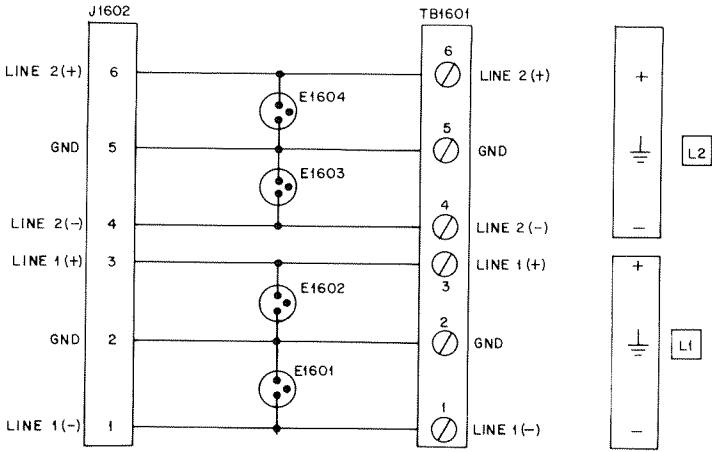 J1602 TB1601
6
LINE 2(+) 6 LINE 2(+) +
E1604
5
GND 5 GND L2
E1603
4
LINE 2(-) 4 LINE 2(-) -
LINE 1(+) 3 LINE 1(+) +
3
E1602
2
GND 2 GND L1
E1601
1
LINE 1(-) 1 LINE 1(-) -